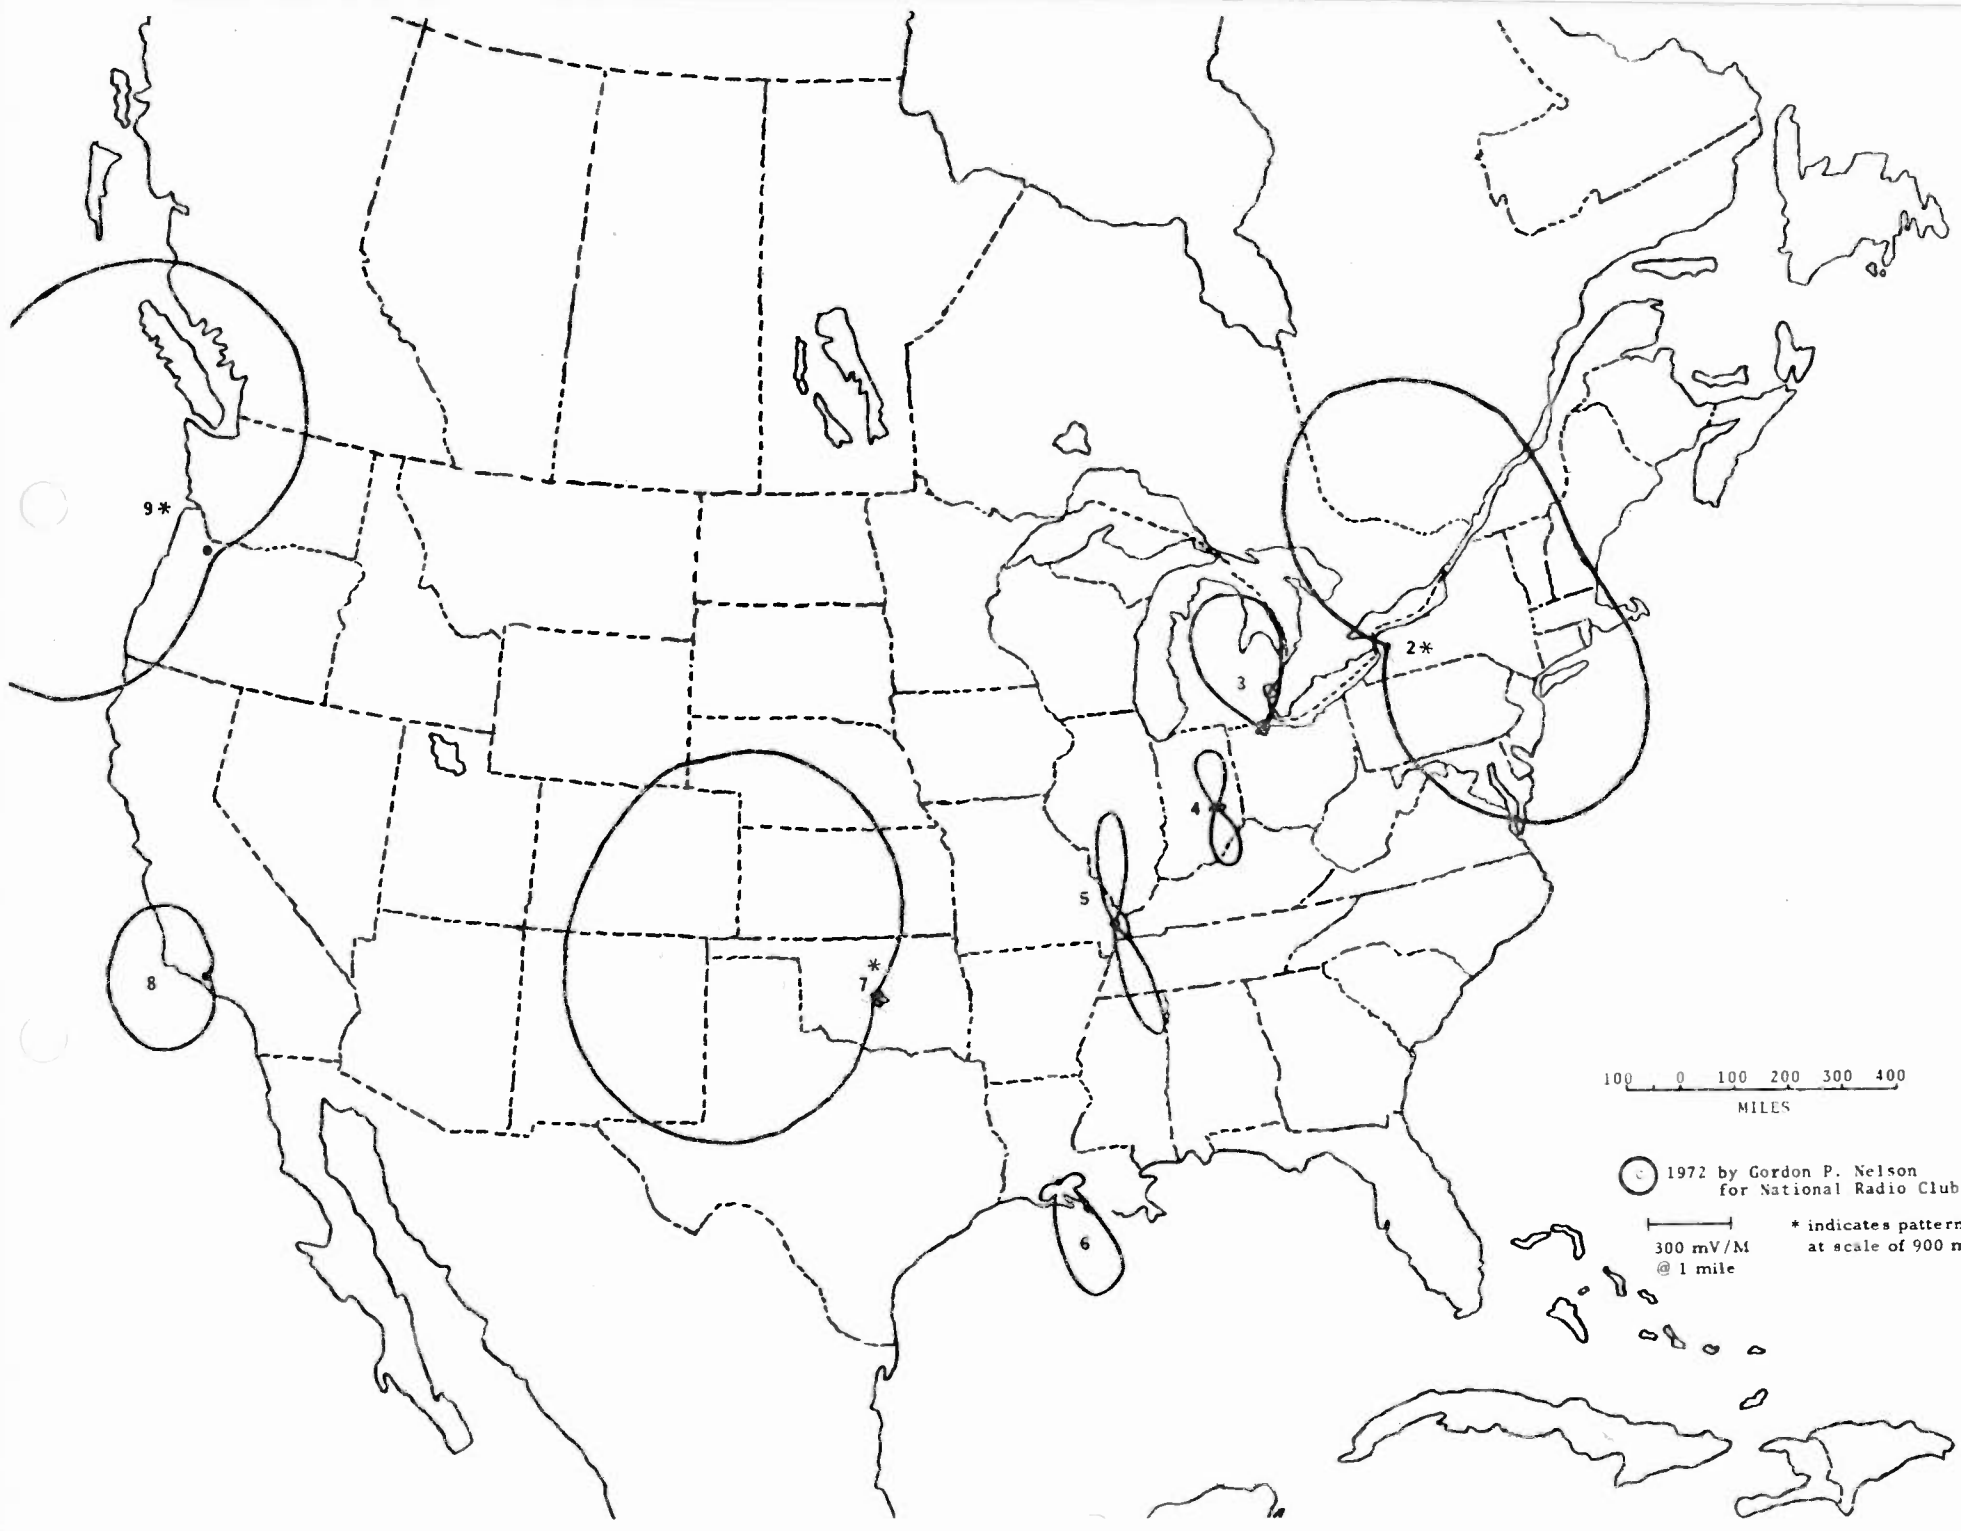 9*
2*
3
4
5
*
7
8
6
100 0 100 200 300 400
MILES
c 1972 by Gordon P. Nelson
for National Radio Club
300 mV/M
@ 1 mile
* indicates pattern
at scale of 900 m